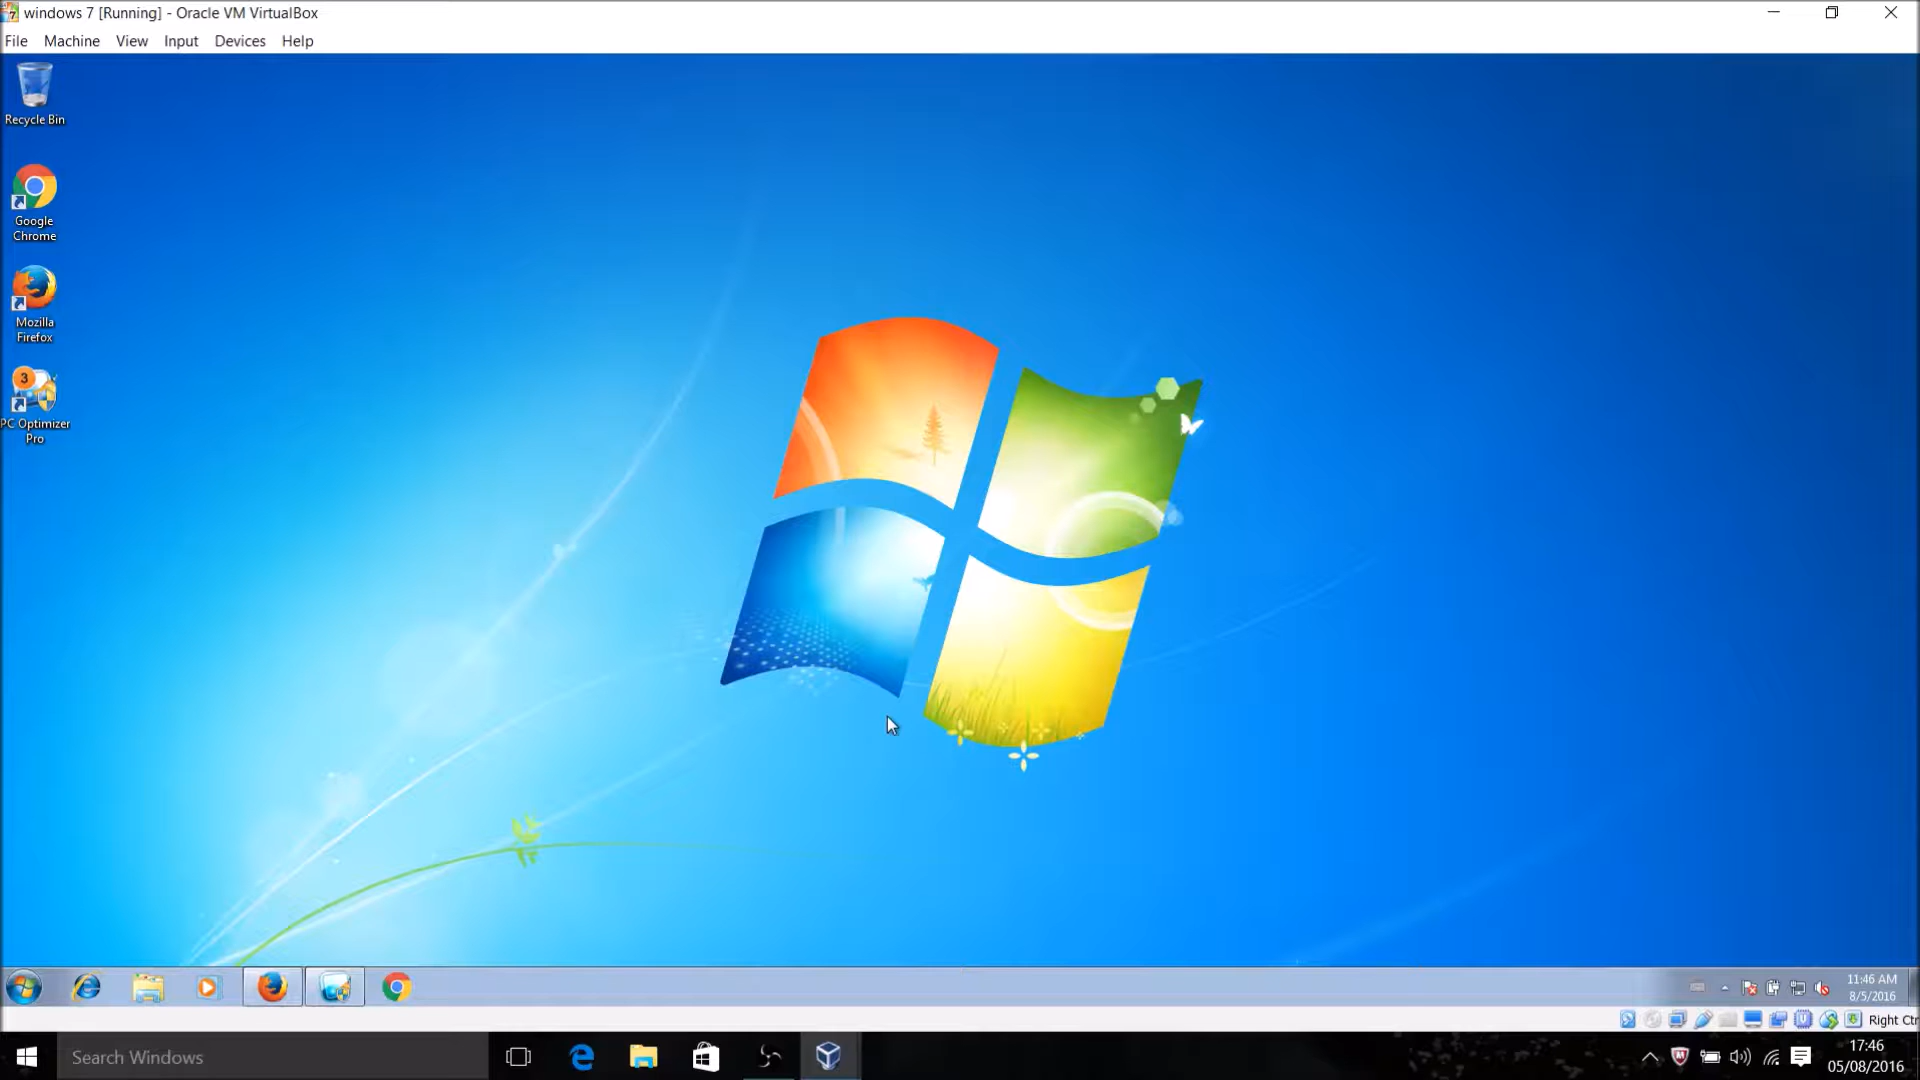 windows 7 [Running] - Oracle VM VirtualBox
File Machine View Input Devices Help
Recycle Bin
Google
Chrome
Mozilla
Firefox
3
PC Optimizer
Pro
11:46 AM
8/5/2016
Right Ctr
Search Windows
17:46
05/08/2016